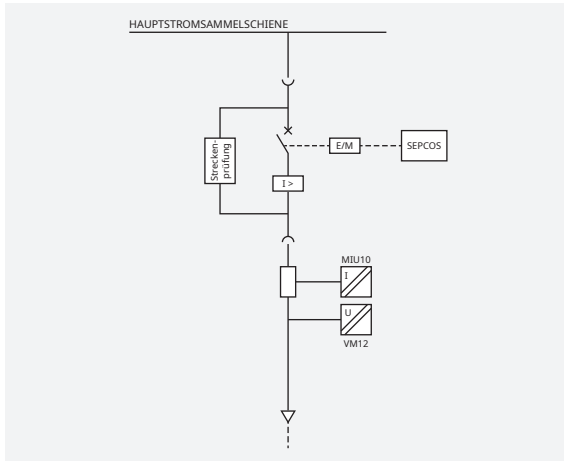 HAUPTSTROMSAMMELSCHIENE
Strecken-
prüfung
E/M
SEPCOS
I >
MIU10
I
U
VM12